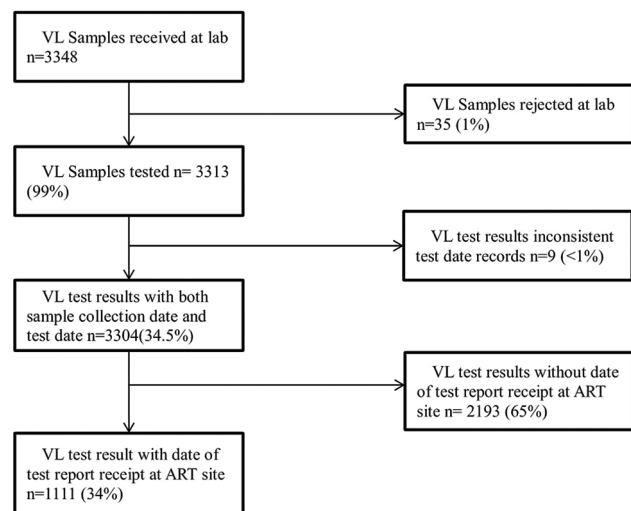 VL Samples received at lab
n=3348
VL Samples rejected at lab
n=35 (1%)
VL Samples tested n= 3313
(99%)
VL test results inconsistent
test date records n=9 (<1%)
VL test results with both
sample collection date and
test date n=3304(34.5%)
VL test results without date
of test report receipt at ART
site n= 2193 (65%)
VL test result with date of
test report receipt at ART site
n=1111 (34%)